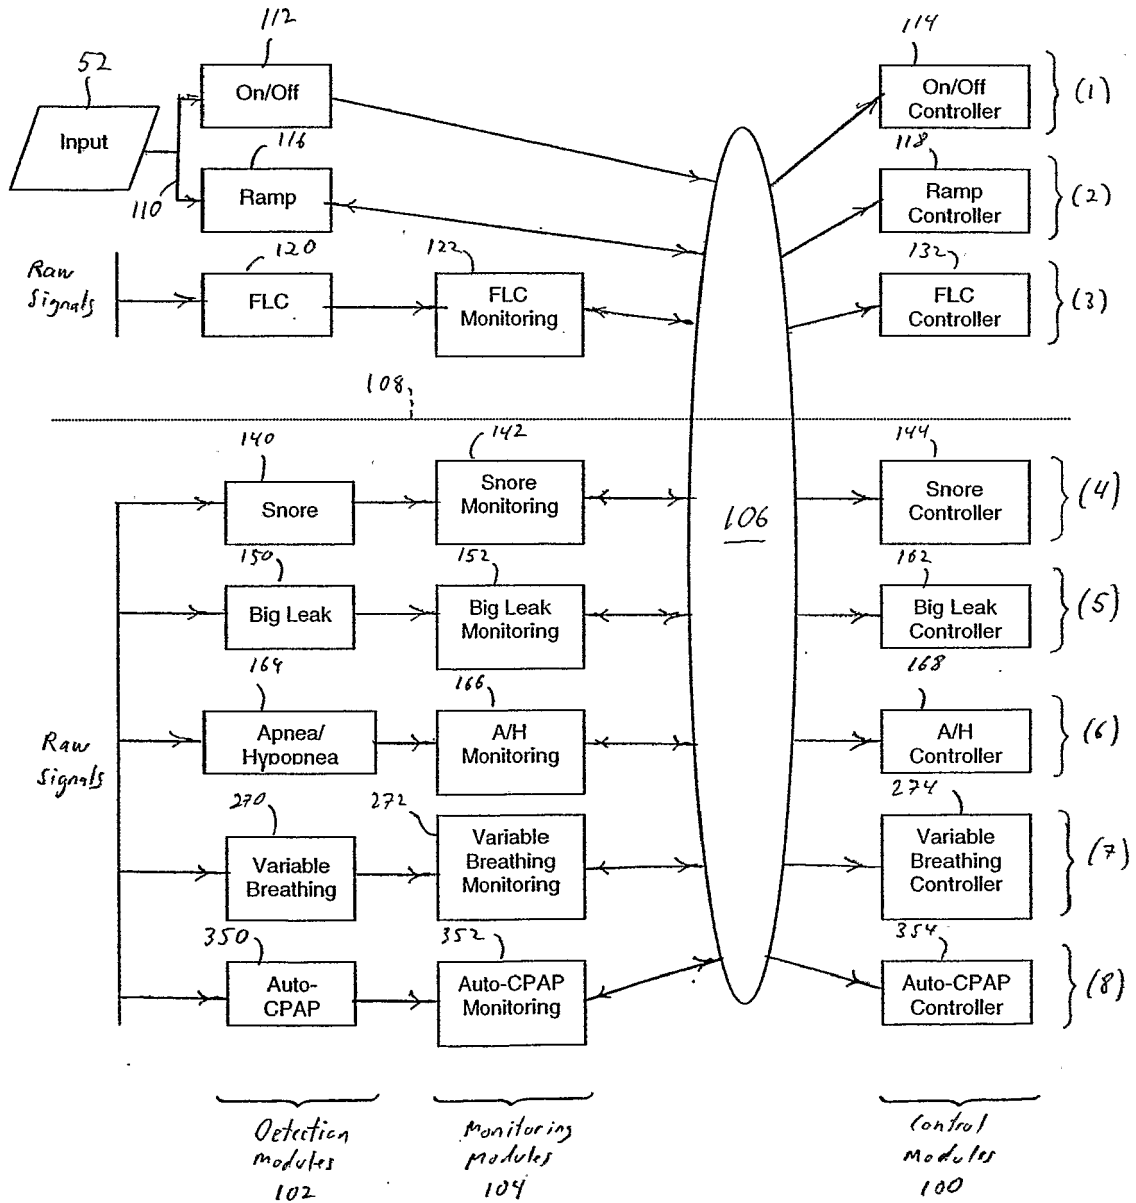 112
114
52
On/Off
On/Off
Controller
(1)
Input
116
118
110
Ramp
Ramp
Controller
(2)
120
122
132
Raw
Signals
FLC
FLC
Monitoring
FLC
Controller
(3)
108
140
142
144
Snore
Snore
Monitoring
Snore
Controller
(4)
106
150
152
162
Big Leak
Big Leak
Monitoring
Big Leak
Controller
(5)
164
166
168
Raw
Signals
Apnea/
Hypopnea
A/H
Monitoring
A/H
Controller
(6)
270
272
274
Variable
Breathing
Variable
Breathing
Monitoring
Variable
Breathing
Controller
(7)
350
352
354
Auto-
CPAP
Auto-CPAP
Monitoring
Auto-CPAP
Controller
(8)
Detection
Modules
102
Monitoring
Modules
104
Control
Modules
100